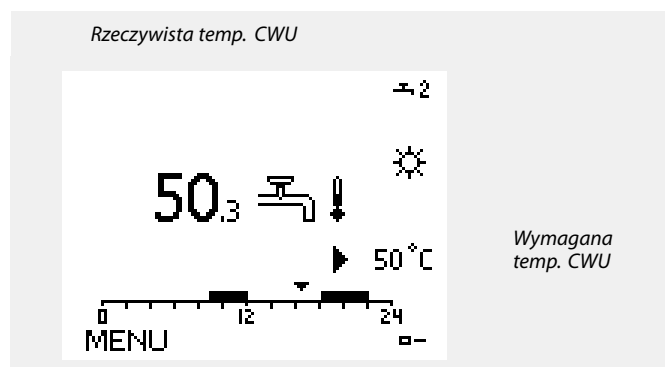 Rzeczywista temp. CWU
2
50.3
50 °C
Wymagana
temp. CWU
0 12 24
MENU